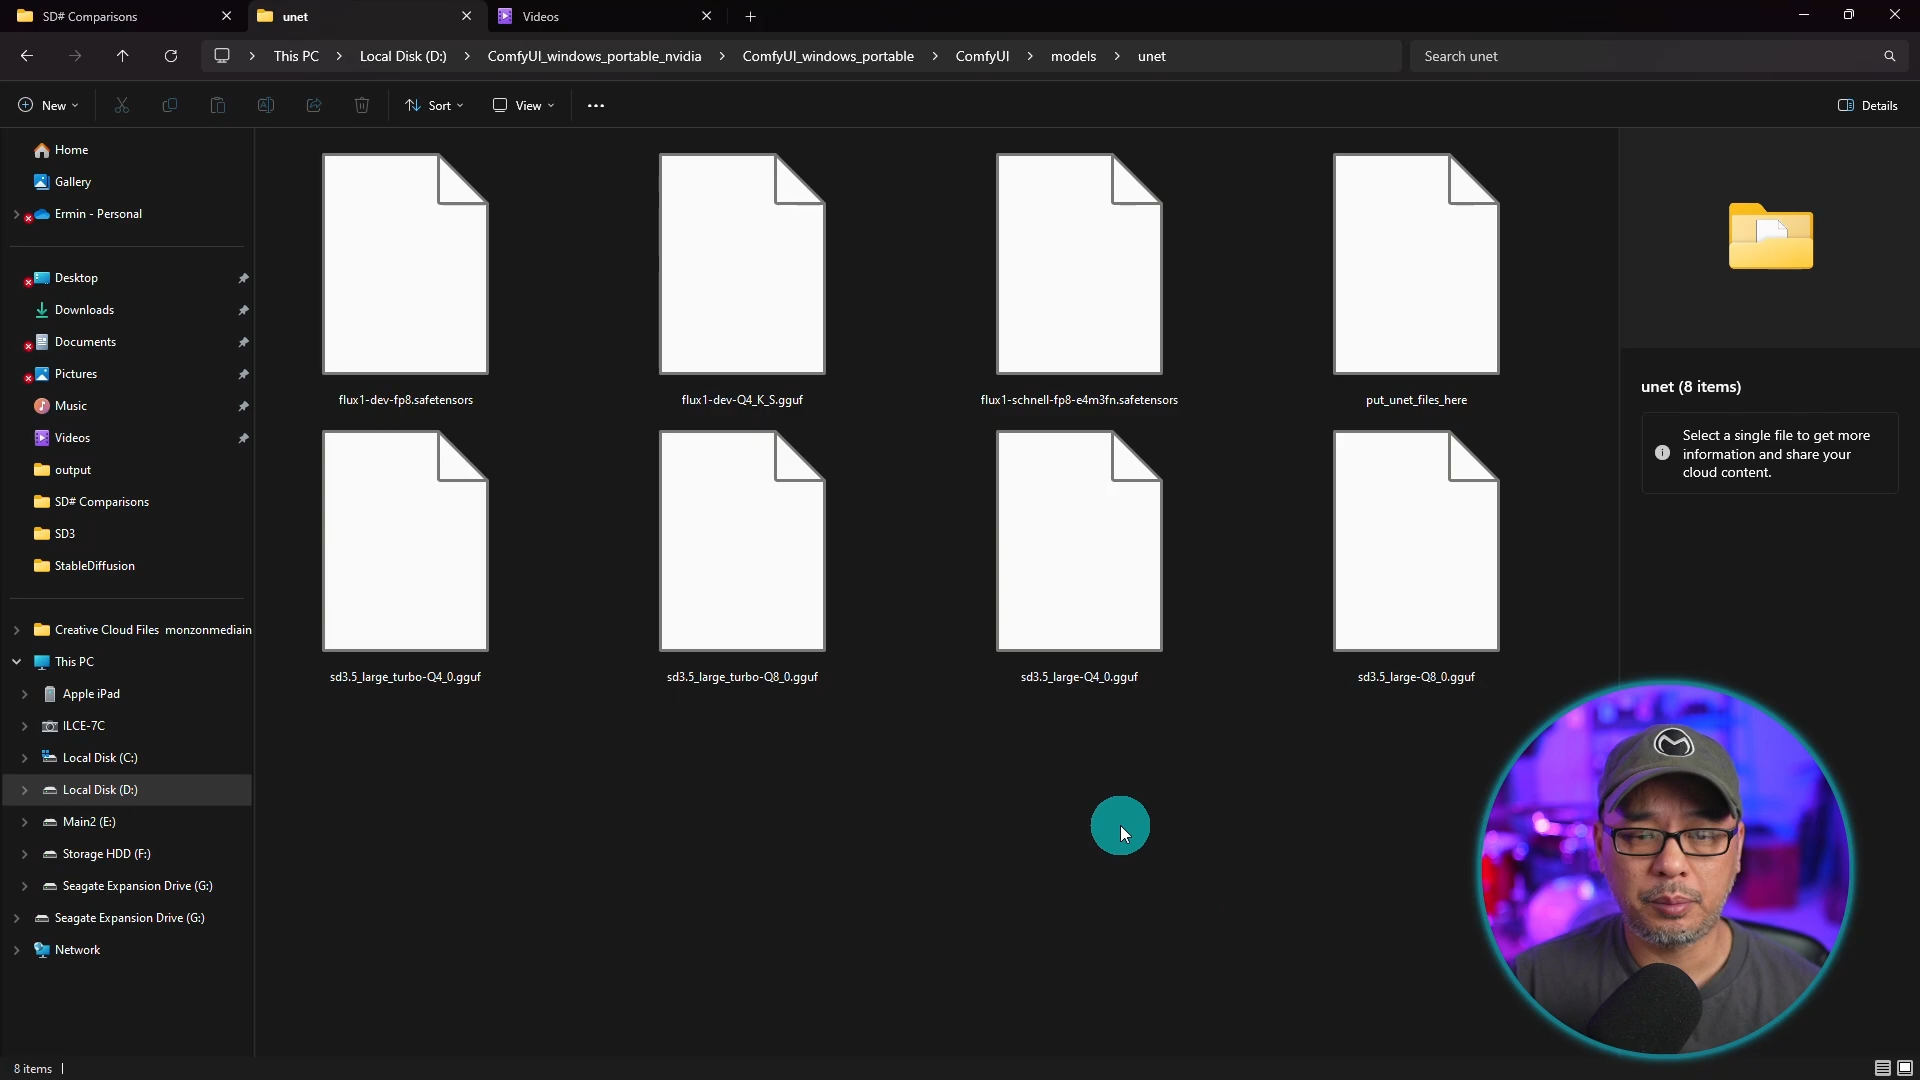 SD# Comparisons
unet
Videos
This PC > Local Disk (D:) > ComfyUI_windows_portable_nvidia > ComfyUI_windows_portable > ComfyUI > models > unet
Search unet
New
Sort
View
Details
Home
Gallery
Ermin - Personal
Desktop
Downloads
Documents
Pictures
Music
Videos
output
SD# Comparisons
SD3
StableDiffusion
Creative Cloud Files monzonmediain
This PC
Apple iPad
ILCE-7C
Local Disk (C:)
Local Disk (D:)
Main2 (E:)
Storage HDD (F:)
Seagate Expansion Drive (G:)
Seagate Expansion Drive (G:)
Network
flux1-dev-fp8.safetensors
flux1-dev-Q4_K_S.gguf
flux1-schnell-fp8-e4m3fn.safetensors
put_unet_files_here
sd3.5_large_turbo-Q4_0.gguf
sd3.5_large_turbo-Q8_0.gguf
sd3.5_large-Q4_0.gguf
sd3.5_large-Q8_0.gguf
unet (8 items)
Select a single file to get more
information and share your
cloud content.
8 items